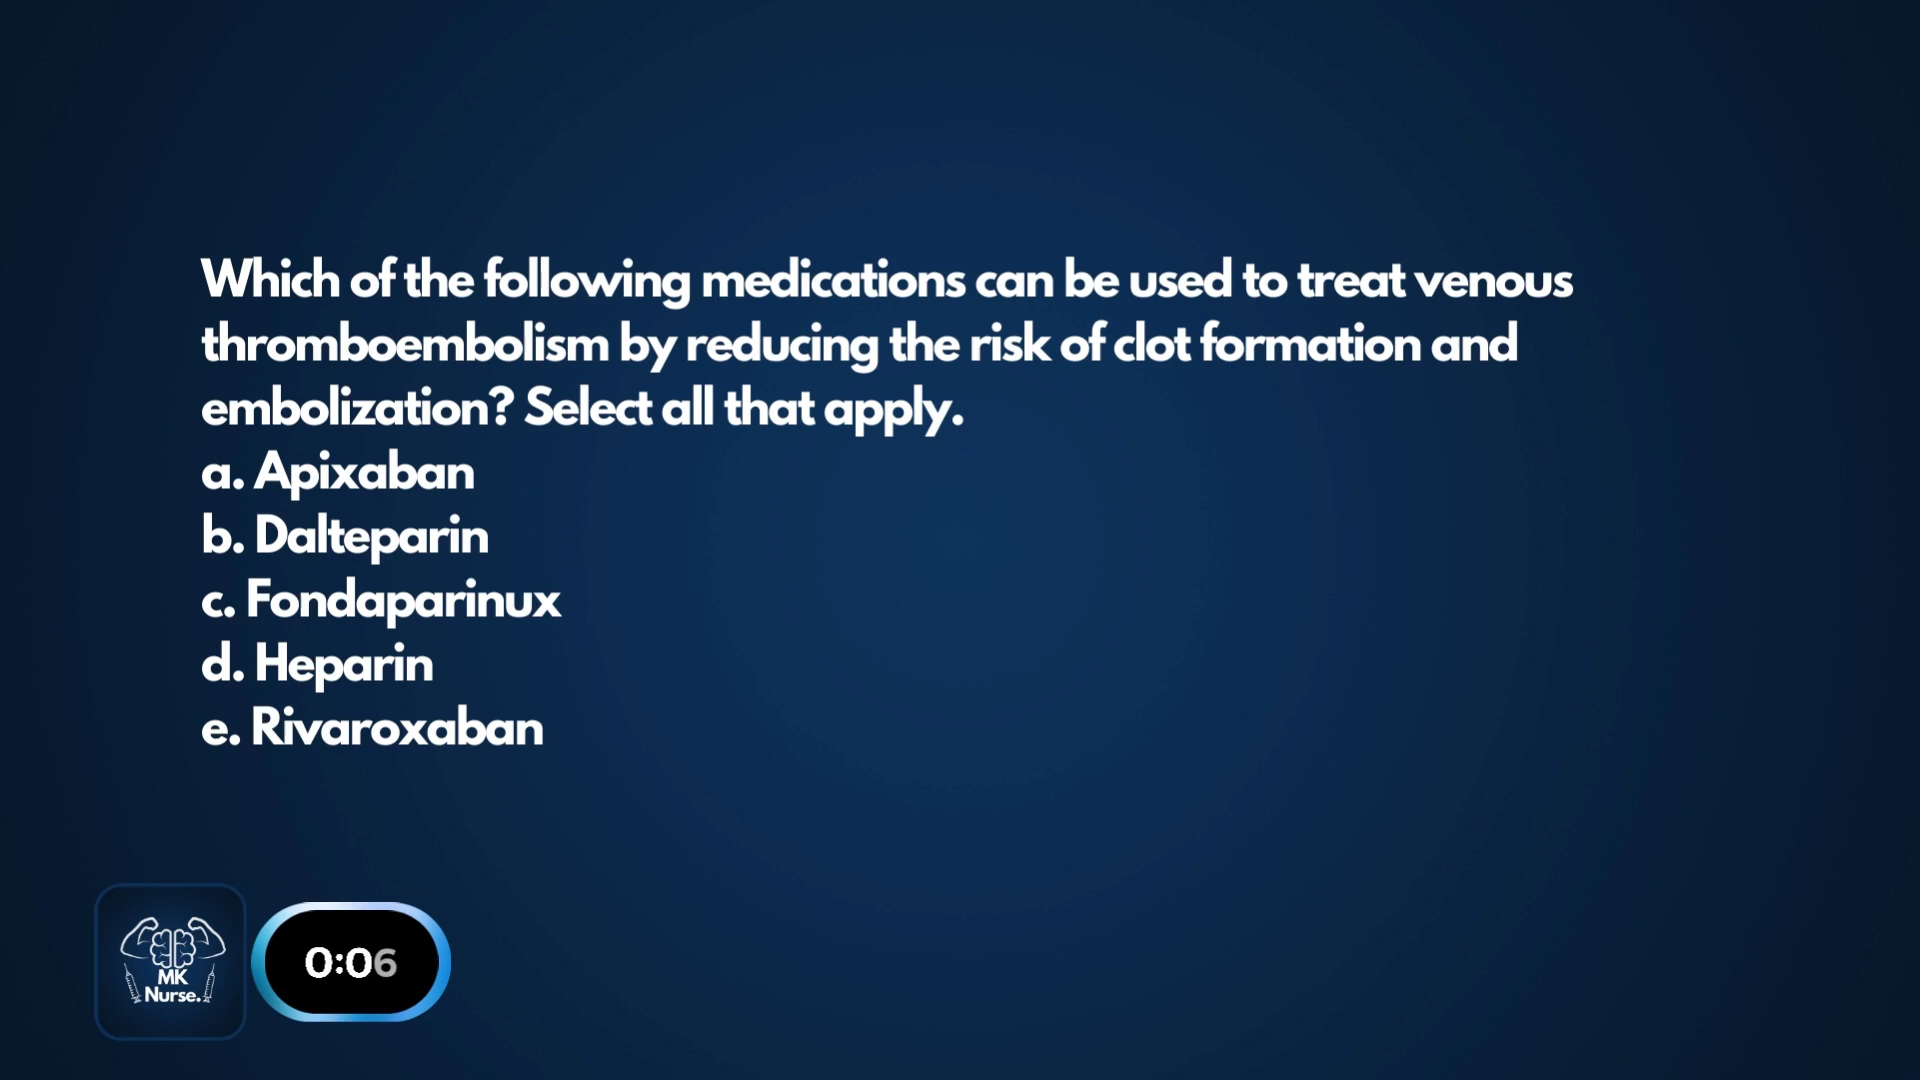 Which of the following medications can be used to treat venous
thromboembolism by reducing the risk of clot formation and
embolization? Select all that apply.
a. Apixaban
b. Dalteparin
c. Fondaparinux
d. Heparin
e. Rivaroxaban
MK
Nurse.
0:06